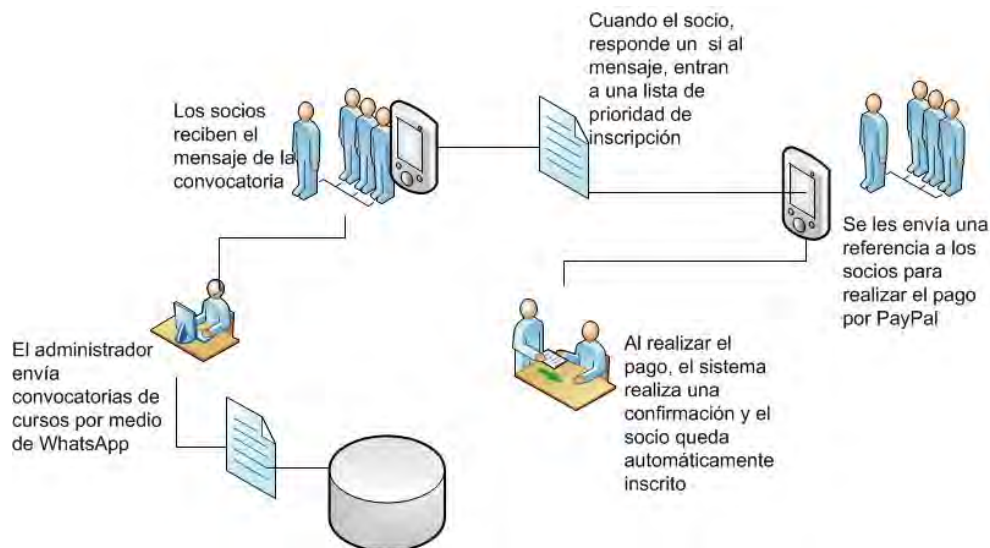 Los socios
reciben el
mensaje de la
convocatoria
Cuando el socio,
responde un  si al
mensaje, entran
a una lista de
prioridad de
inscripción
Se les envía una
referencia a los
socios para
realizar el pago
por PayPal
El administrador
envía
convocatorias de
cursos por medio
de WhatsApp
Al realizar el
pago, el sistema
realiza una
confirmación y el
socio queda
automáticamente
inscrito